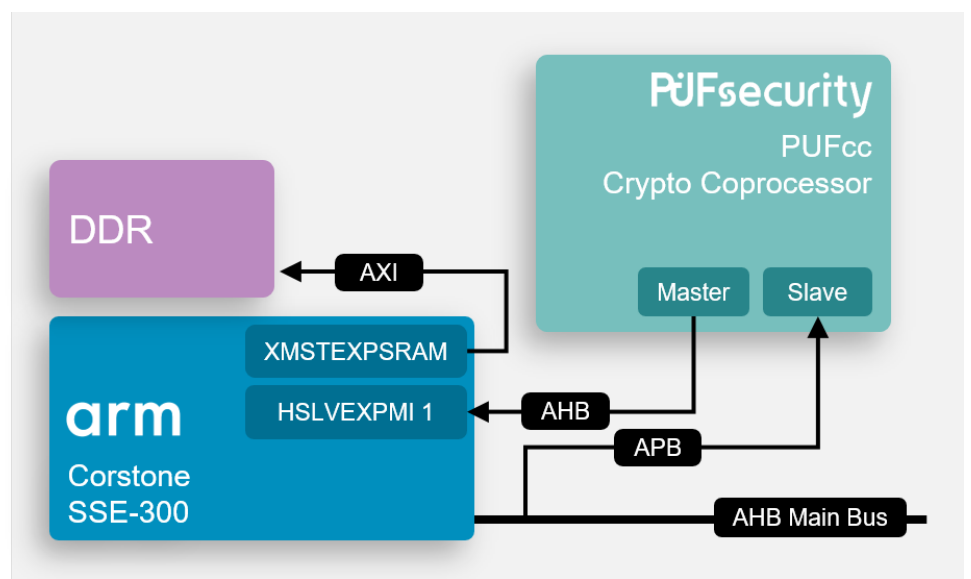 PUFsecurity
PUFcc
Crypto Coprocessor
Master
Slave
DDR
AXI
XMSTEXPSRAM
HSLVEXPMI 1
AHB
APB
arm
Corstone
SSE-300
AHB Main Bus